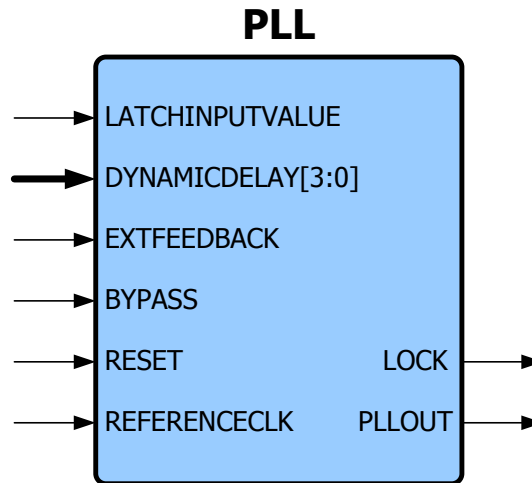 PLL
LATCHINPUTVALUE
DYNAMICDELAY[3:0]
EXTFEEDBACK
BYPASS
RESET LOCK
REFERENCECLK PLLOUT